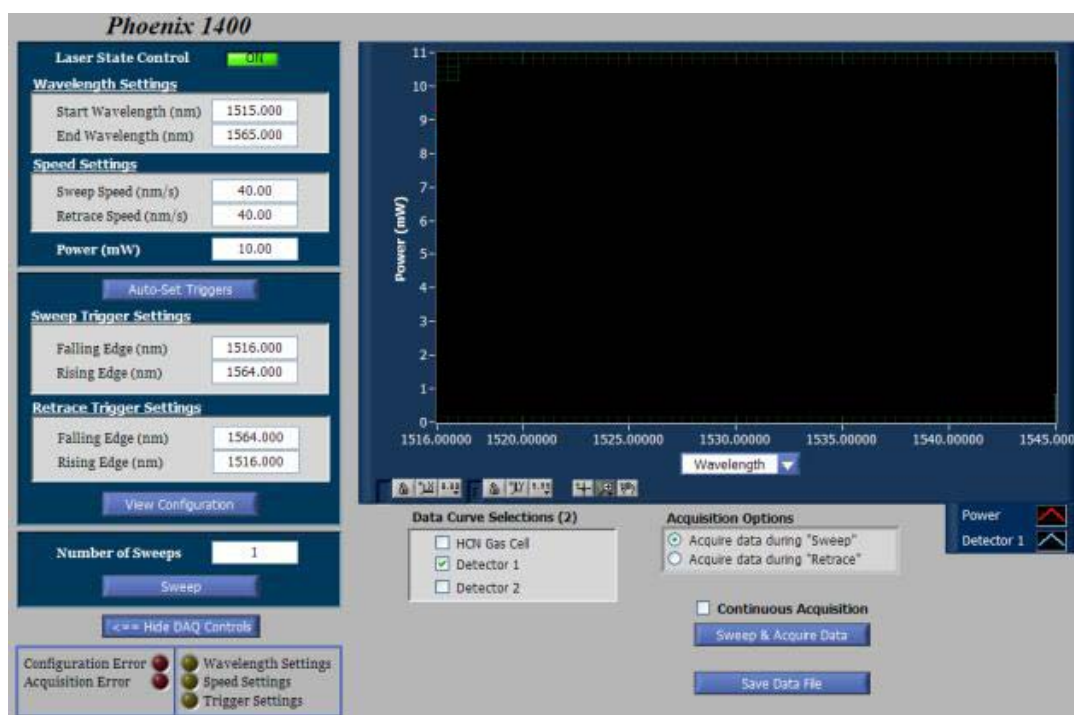 Phoenix 1400
Laser State Control ON
Wavelength Settings
Start Wavelength (nm) 1515.000
End Wavelength (nm) 1565.000
Speed Settings
Sweep Speed (nm/s) 40.00
Retrace Speed (nm/s) 40.00
Power (mW) 10.00
Auto-Set Triggers
Sweep Trigger Settings
Falling Edge (nm) 1516.000
Rising Edge (nm) 1564.000
Retrace Trigger Settings
Falling Edge (nm) 1564.000
Rising Edge (nm) 1516.000
View Configuration
Number of Sweeps 1
Sweep
<== Hide DAQ Controls
Configuration Error
Acquisition Error
Wavelength Settings
Speed Settings
Trigger Settings
Power (mW)
11-
10-
9-
8-
7-
6-
5-
4-
3-
2-
1-
0-
1516.00000 1520.00000 1525.00000 1530.00000 1535.00000 1540.00000 1545.000
Wavelength
Data Curve Selections (2)
HCN Gas Cell
Detector 1
Detector 2
Acquisition Options
Acquire data during "Sweep"
Acquire data during "Retrace"
Power
Detector 1
Continuous Acquisition
Sweep & Acquire Data
Save Data File